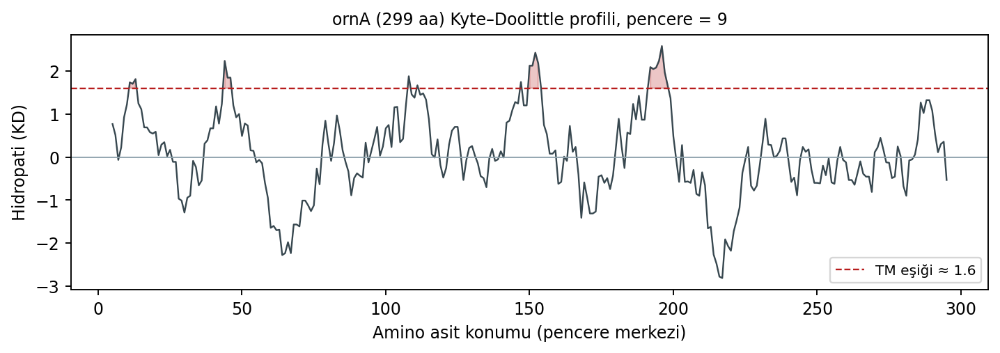 ornA (299 aa) Kyte–Doolittle profili, pencere = 9
Hidropati (KD)
2
1
0
−1
−2
−3
TM eşiği ≈ 1.6
0 50 100 150 200 250 300
Amino asit konumu (pencere merkezi)